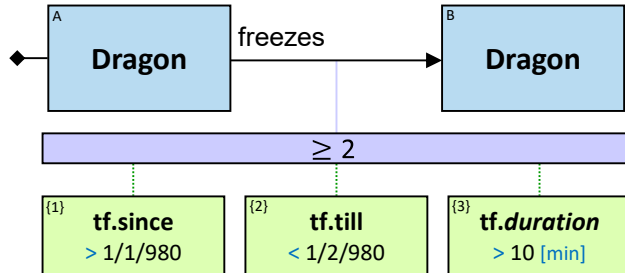 A
Dragon
freezes
B
Dragon
≥ 2
{1}
tf.since
> 1/1/980
{2}
tf.till
< 1/2/980
{3}
tf.duration
> 10 [min]